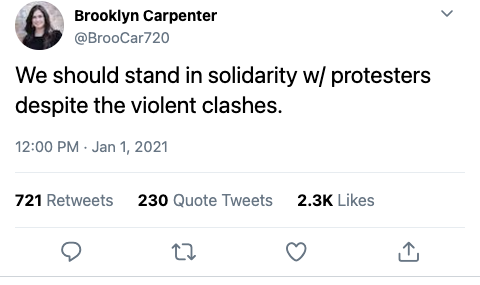 Brooklyn Carpenter
@BrooCar720
We should stand in solidarity w/ protesters
despite the violent clashes.
12:00 PM · Jan 1, 2021
721 Retweets 230 Quote Tweets 2.3K Likes